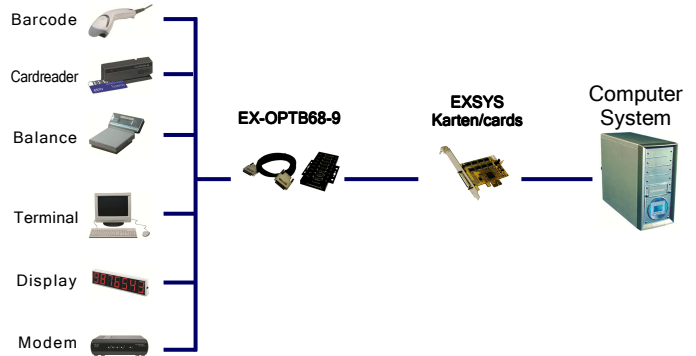 Barcode
Cardreader
Balance
Terminal
Display
Modem
EX-OPTB68-9
EXSYS
Karten/cards
Computer
System